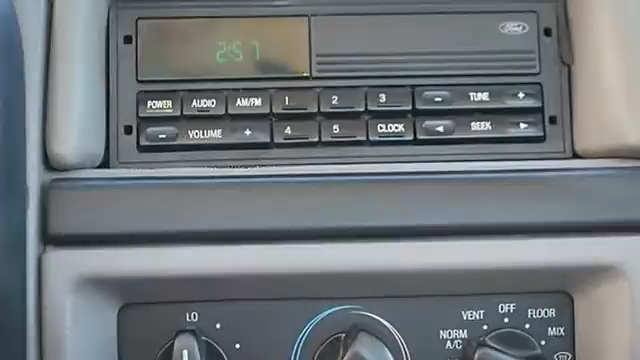 2:57
Ford
POWER AUDIO AM/FM 1 2 3 - TUNE +
- VOLUME + 4 5 CLOCK ◄ SEEK ►
LO
VENT OFF FLOOR
NORM A/C MIX